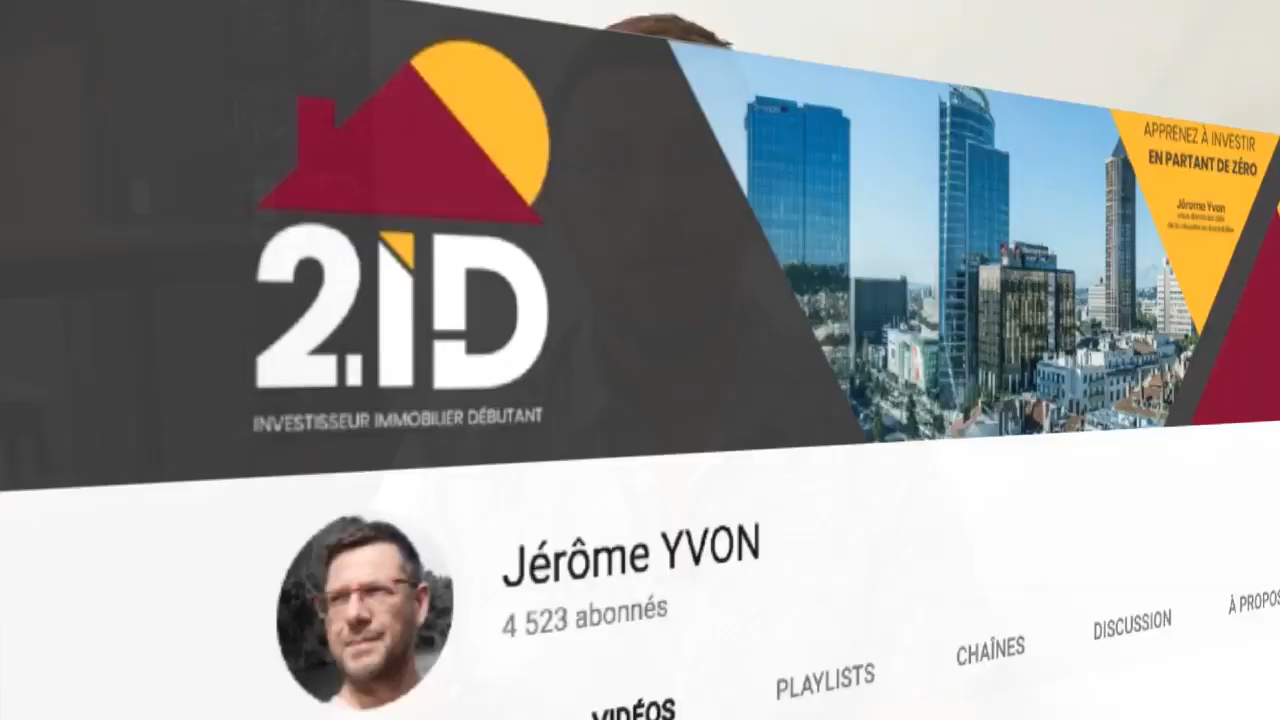 2.ID
INVESTISSEUR IMMOBILIER DÉBUTANT
APPRENEZ À INVESTIR
EN PARTANT DE ZÉRO
Jérome Yvon
Jérôme YVON
4 523 abonnés
VIDÉOS
PLAYLISTS
CHAÎNES
DISCUSSION
À PROPOS